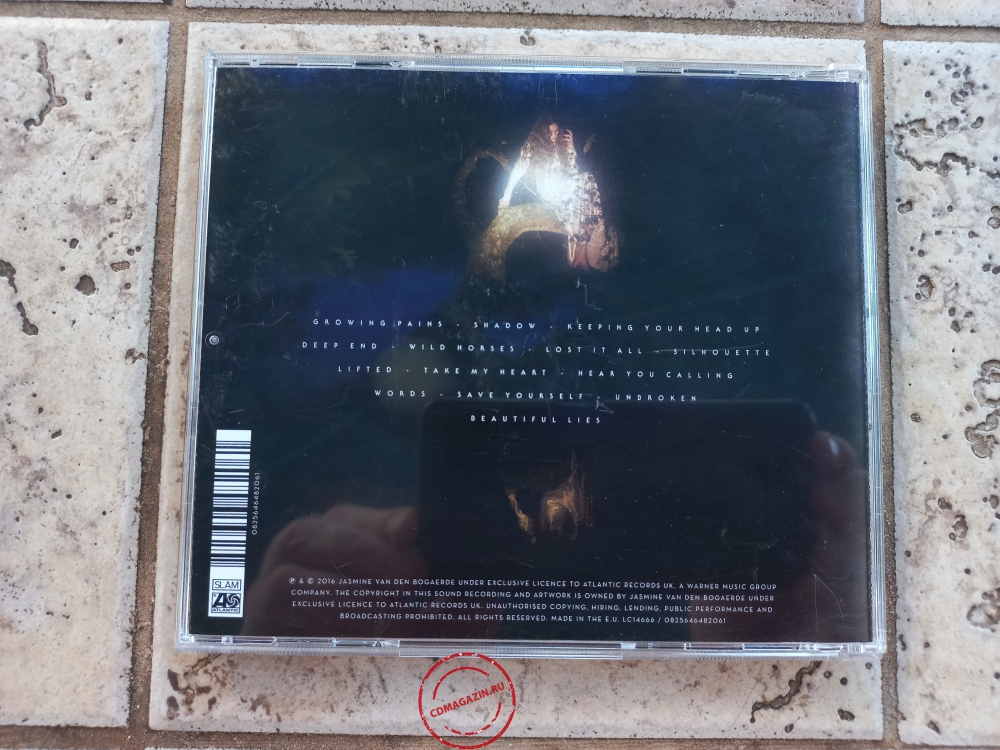 GROWING PAINS - SHADOW - KEEPING YOUR HEAD UP
DEEP END - WILD HORSES - LOST IT ALL - SILHOUETTE
LIFTED - TAKE MY HEART - HEAR YOU CALLING
WORDS - SAVE YOURSELF - UNBROKEN
BEAUTIFUL LIES
0825646482061
SLAM
ATLANTIC
℗ & © 2016 JASMINE VAN DEN BOGAERDE UNDER EXCLUSIVE LICENCE TO ATLANTIC RECORDS UK. A WARNER MUSIC GROUP
COMPANY. THE COPYRIGHT IN THIS SOUND RECORDING AND ARTWORK IS OWNED BY JASMINE VAN DEN BOGAERDE UNDER
EXCLUSIVE LICENCE TO ATLANTIC RECORDS UK. UNAUTHORISED COPYING, HIRING, LENDING, PUBLIC PERFORMANCE AND
BROADCASTING PROHIBITED. ALL RIGHTS RESERVED. MADE IN THE E.U. LC14666 / 0825646482061
CDMAGAZIN.RU